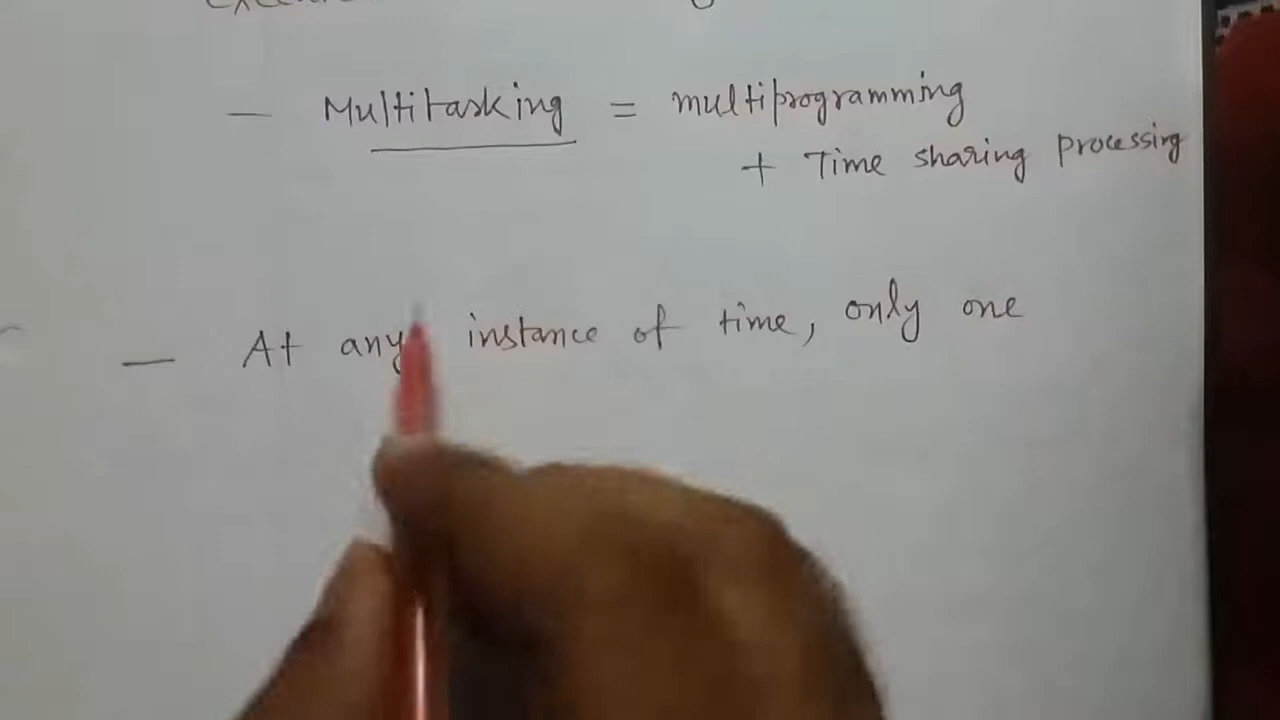 — Multitasking = multiprogramming
+ Time sharing processing
— At any instance of time, only one